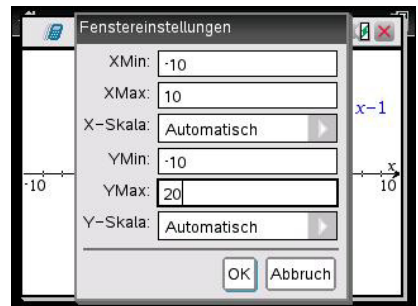 Fenstereinstellungen
XMin: -10
XMax: 10
X-Skala: Automatisch
YMin: -10
YMax: 20
Y-Skala: Automatisch
OK Abbruch
x-1
x
-10 10